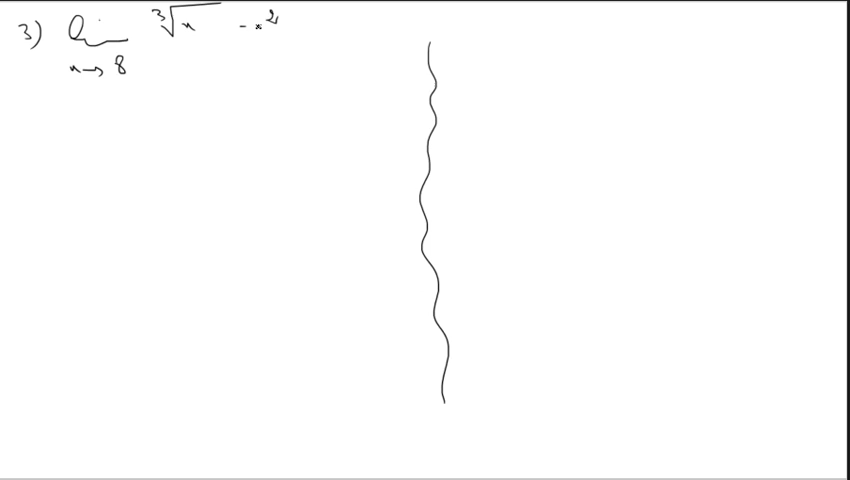 3) lim ∛x - x²
x→8